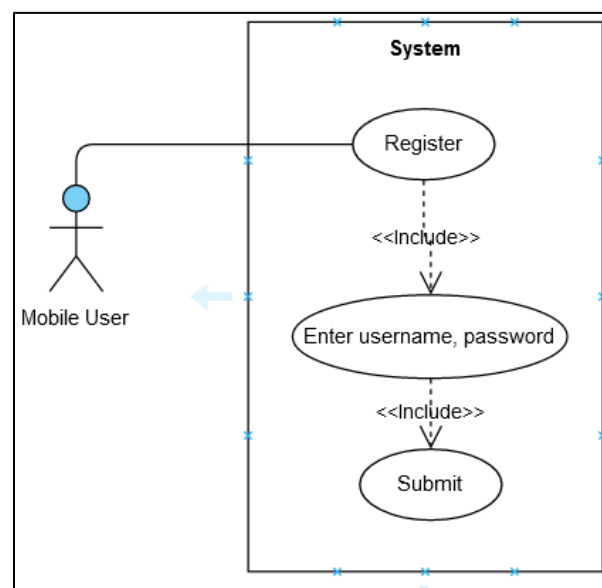 System
Register
<<Include>>
Mobile User
Enter username, password
<<Include>>
Submit